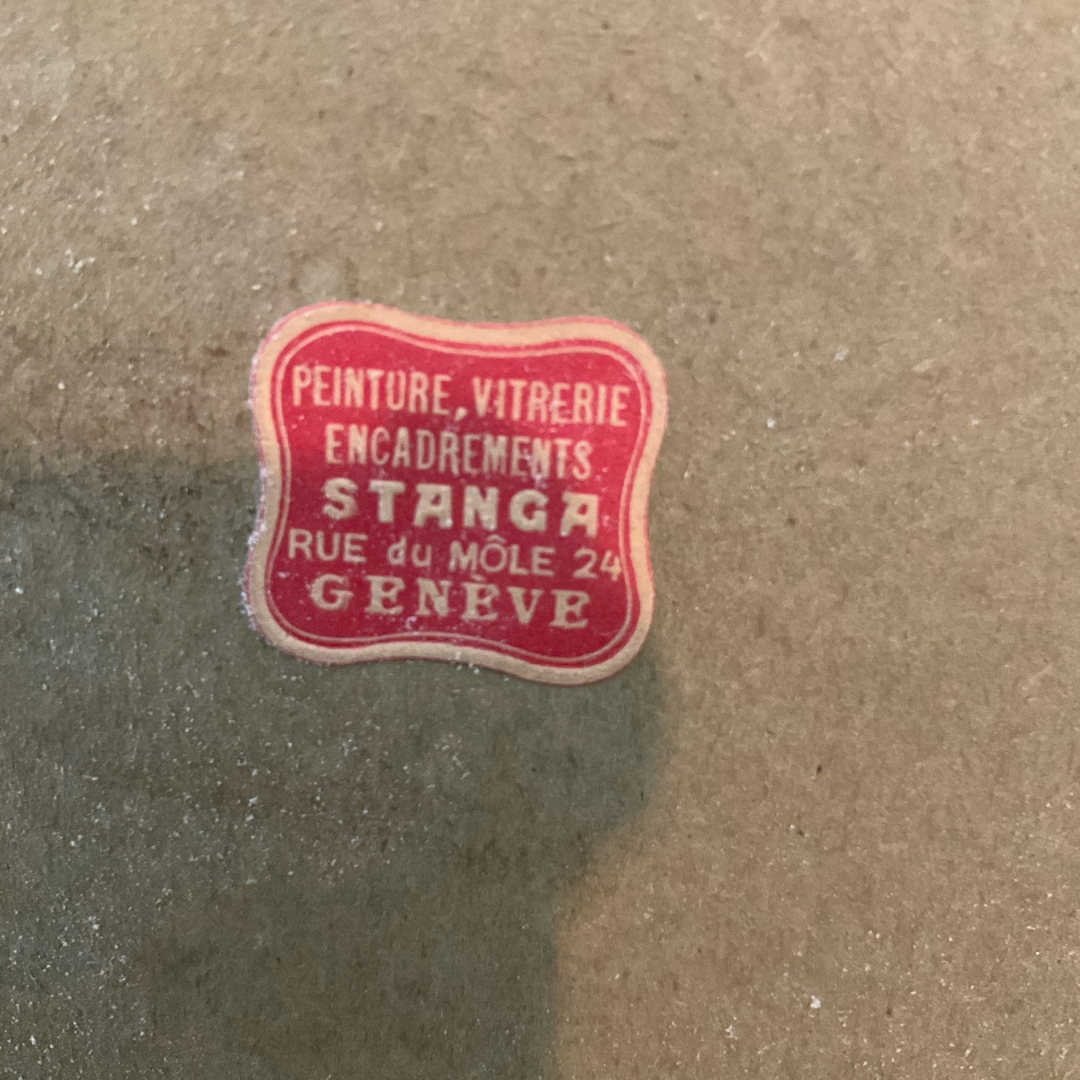 PEINTURE, VITRERIE
ENCADREMENTS
STANGA
RUE du MÔLE 24
GENÈVE